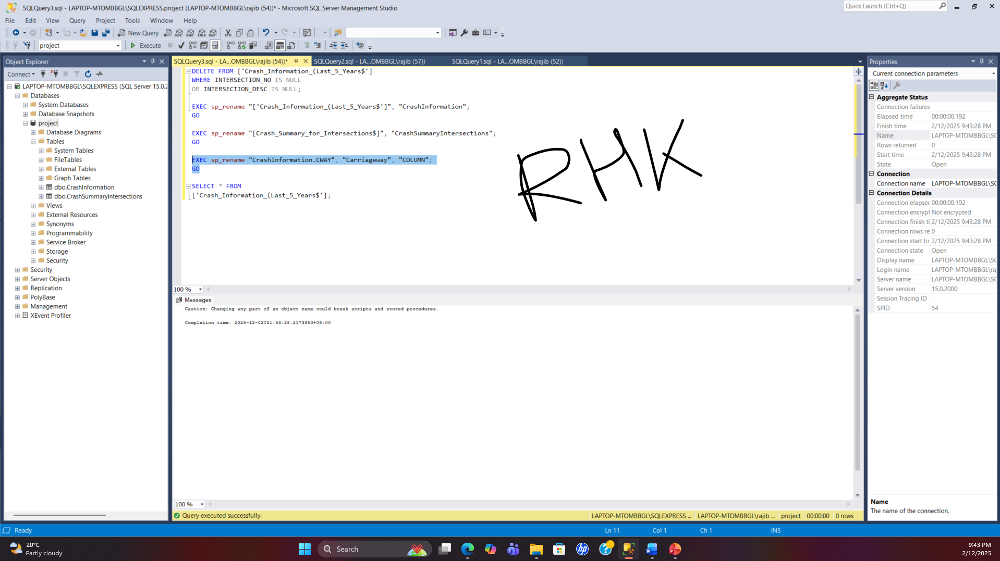 SQLQuery3.sql - LAPTOP-MTOMBBGL\SQLEXPRESS.project (LAPTOP-MTOMBBGL\rajib (54))* - Microsoft SQL Server Management Studio
Quick Launch (Ctrl+Q)
File Edit View Query Project Tools Window Help
New Query
project
Execute
Object Explorer
Connect
LAPTOP-MTOMBBGL\SQLEXPRESS (SQL Server 15.0.2
Databases
System Databases
Database Snapshots
project
Database Diagrams
Tables
System Tables
FileTables
External Tables
Graph Tables
dbo.CrashInformation
dbo.CrashSummaryIntersections
Views
External Resources
Synonyms
Programmability
Service Broker
Storage
Security
Security
Server Objects
Replication
PolyBase
Management
XEvent Profiler
SQLQuery3.sql - LA...OMBBGL\rajib (54))*
SQLQuery2.sql - LA...OMBBGL\rajib (57))
SQLQuery1.sql - LA...OMBBGL\rajib (52))
DELETE FROM ['Crash_Information_(Last_5_Years$']
WHERE INTERSECTION_NO IS NULL
OR INTERSECTION_DESC IS NULL;
EXEC sp_rename "['Crash_Information_(Last_5_Years$']", "CrashInformation";
GO
EXEC sp_rename "[Crash_Summary_for_Intersections$]", "CrashSummaryIntersections";
GO
EXEC sp_rename "CrashInformation.CWAY", "Carriageway", "COLUMN";
GO
SELECT * FROM
['Crash_Information_(Last_5_Years$'];
RHK
100 %
Messages
Caution: Changing any part of an object name could break scripts and stored procedures.
Completion time: 2025-12-02T21:43:28.2173850+08:00
100 %
Query executed successfully.
LAPTOP-MTOMBBGL\SQLEXPRESS ... LAPTOP-MTOMBBGL\rajib ... project 00:00:00 0 rows
Properties
Current connection parameters
Aggregate Status
Connection failures
Elapsed time 00:00:00.192
Finish time 2/12/2025 9:43:28 PM
Name LAPTOP-MTOMBBGL\SC
Rows returned 0
Start time 2/12/2025 9:43:28 PM
State Open
Connection
Connection name LAPTOP-MTOMBBGL\SC
Connection Details
Connection elapsec 00:00:00.192
Connection encrypt Not encrypted
Connection finish ti 2/12/2025 9:43:28 PM
Connection rows re 0
Connection start tir 2/12/2025 9:43:28 PM
Connection state Open
Display name LAPTOP-MTOMBBGL\SC
Login name LAPTOP-MTOMBBGL\ra
Server name LAPTOP-MTOMBBGL\SC
Server version 15.0.2000
Session Tracing ID
SPID 54
Name
The name of the connection.
Ready Ln 11 Col 1 Ch 1 INS
20°C
Partly cloudy
Search
9:43 PM
2/12/2025